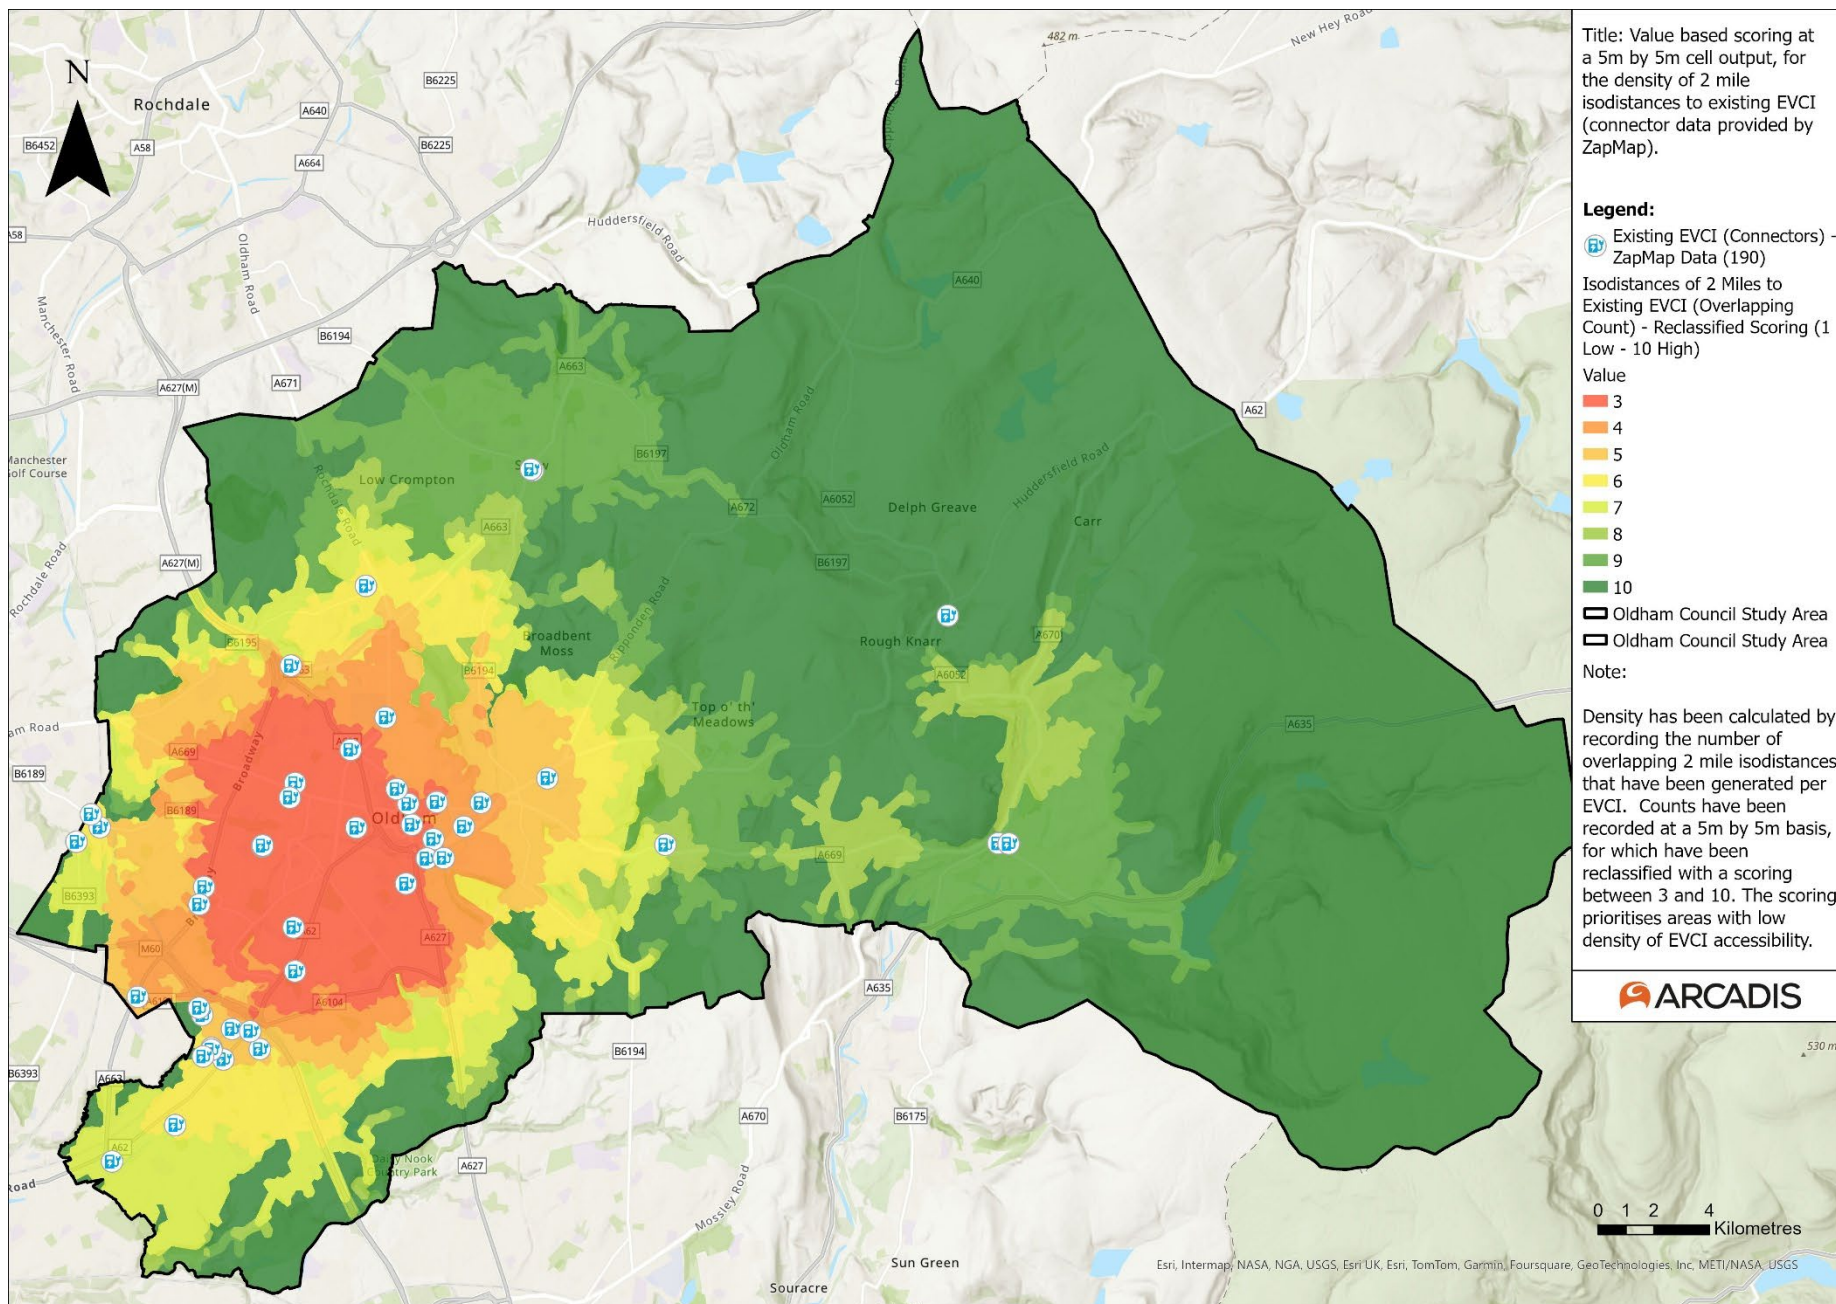 Title: Value based scoring at
a 5m by 5m cell output, for
the density of 2 mile
isodistances to existing EVCI
(connector data provided by
ZapMap).
Legend:
Existing EVCI (Connectors) -
ZapMap Data (190)
Isodistances of 2 Miles to
Existing EVCI (Overlapping
Count) - Reclassified Scoring (1
Low - 10 High)
Value
3
4
5
6
7
8
9
10
Oldham Council Study Area
Oldham Council Study Area
Note:
Density has been calculated by
recording the number of
overlapping 2 mile isodistances
that have been generated per
EVCI. Counts have been
recorded at a 5m by 5m basis,
for which have been
reclassified with a scoring
between 3 and 10. The scoring
prioritises areas with low
density of EVCI accessibility.
ARCADIS
0 1 2 4
Kilometres
Esri, Intermap, NASA, NGA, USGS, Esri UK, Esri, TomTom, Garmin, Foursquare, GeoTechnologies, Inc, METI/NASA, USGS
N
Rochdale
482 m
New Hey Road
B6225
A640
B6452
A58
B6225
A664
A58
Huddersfield Road
Oldham Road
Manchester Road
A640
B6194
A663
A627(M)
A671
A62
Oldham Road
Manchester
Golf Course
B6197
Huddersfield Road
Low Crompton
Rochdale Road
A6052
A672
Delph Greave
Carr
A663
A627(M)
B6197
Rochdale Road
Ripponden Road
Broadbent
Moss
Rough Knarr
A670
B6195
B6194
A6052
Top o' th'
Meadows
A635
Broadway
A669
B6189
B6189
A669
B6393
M60
A627
A635
A6104
B6194
530 m
B6393
A663
A670
B6175
A62
Country Park
A627
Road
Mossley Road
Sun Green
Souracre